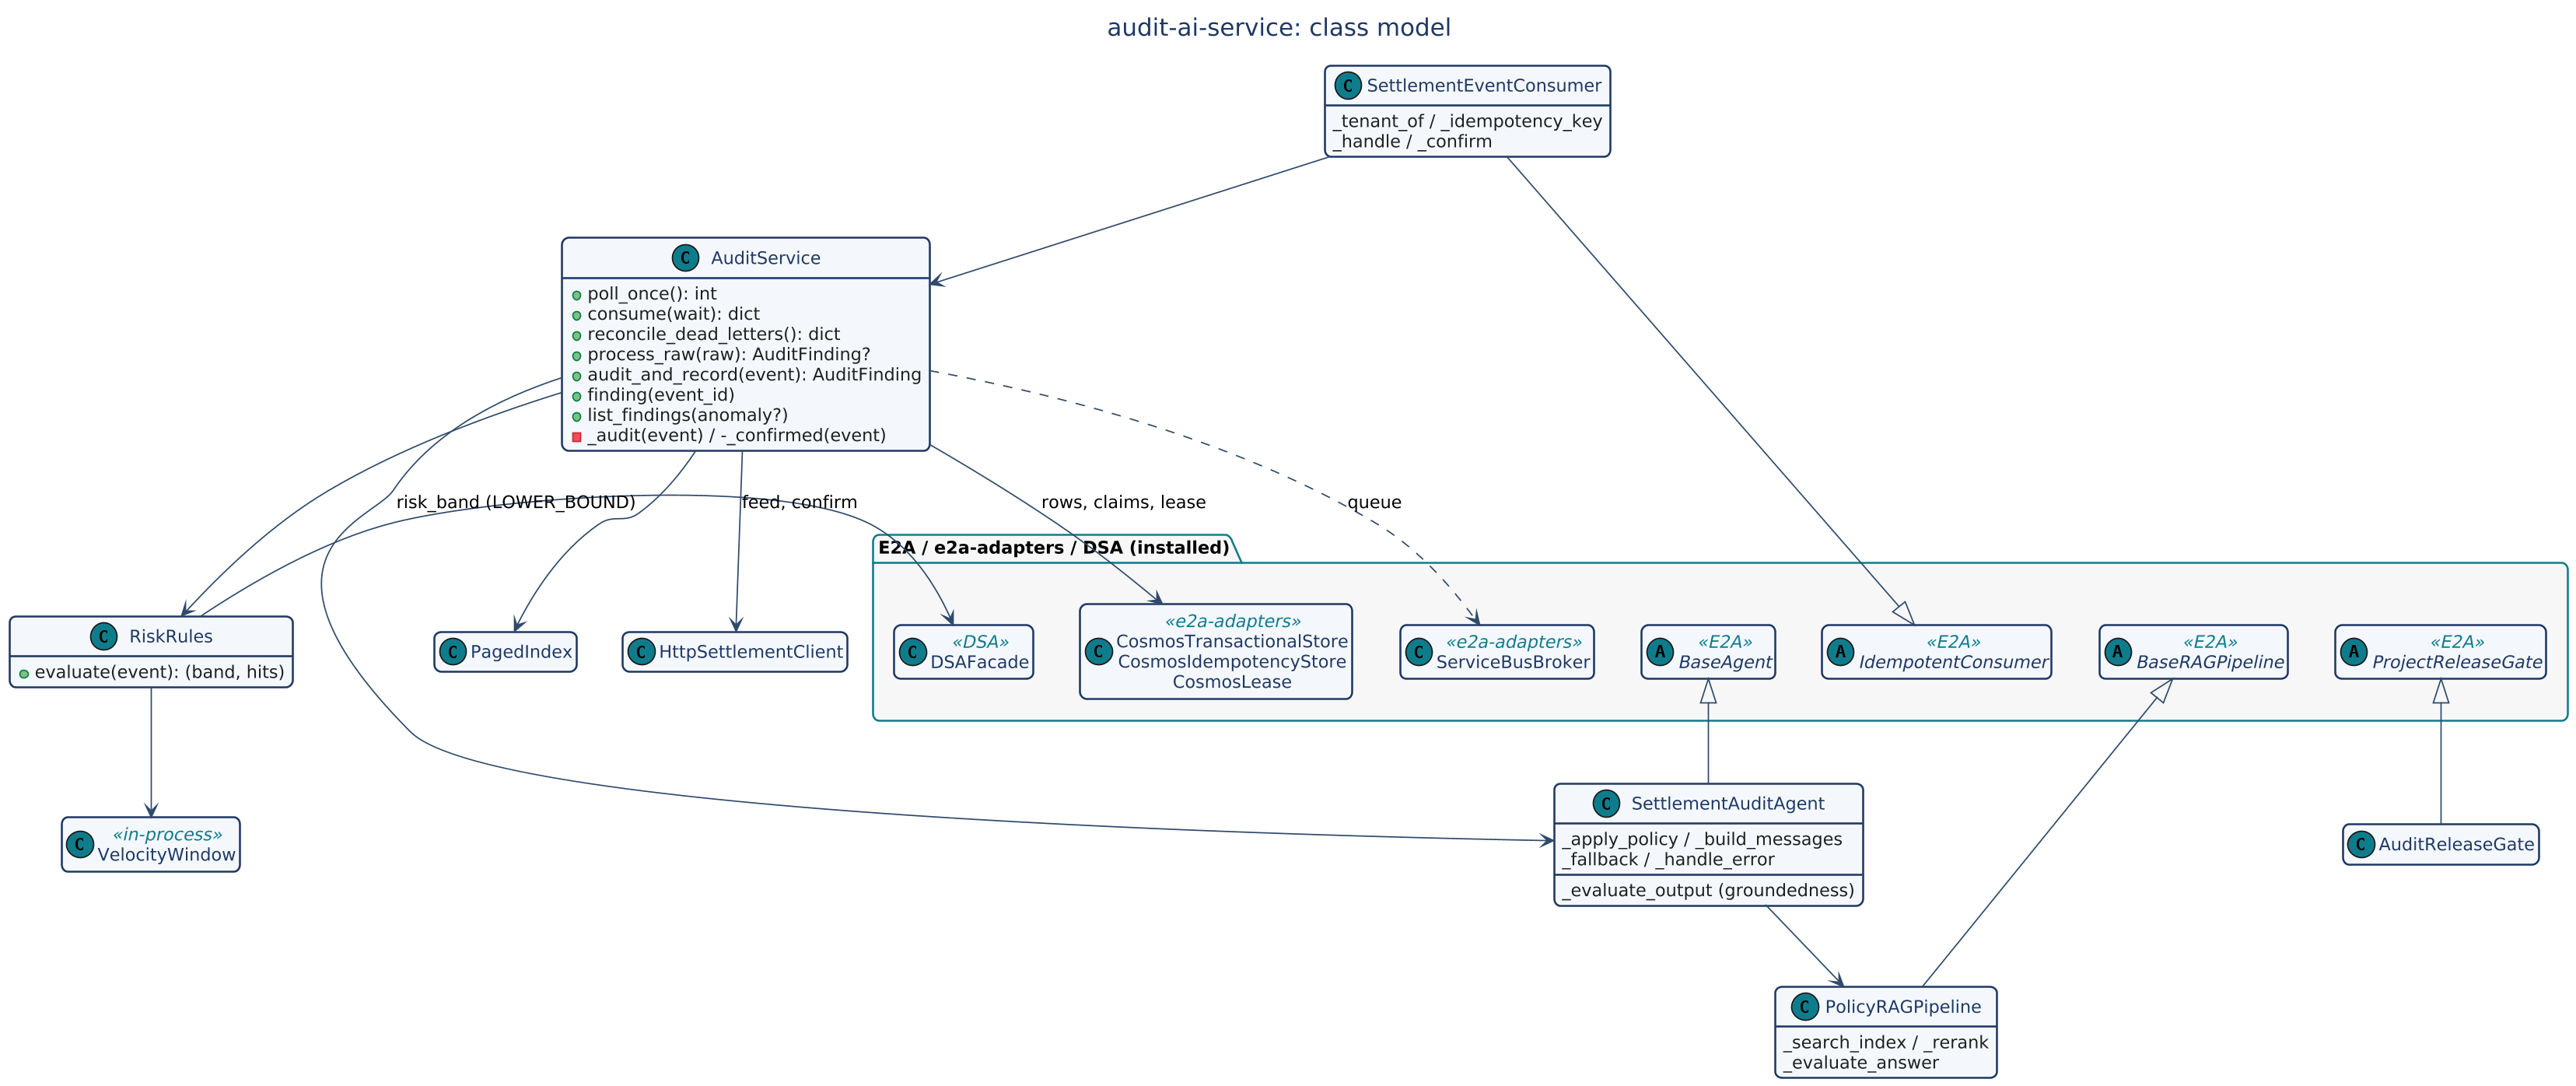 audit-ai-service: class model
C SettlementEventConsumer
_tenant_of / _idempotency_key
_handle / _confirm
C AuditService
poll_once(): int
consume(wait): dict
reconcile_dead_letters(): dict
process_raw(raw): AuditFinding?
audit_and_record(event): AuditFinding
finding(event_id)
list_findings(anomaly?)
_audit(event) / -_confirmed(event)
risk_band (LOWER_BOUND)
feed, confirm
rows, claims, lease
queue
E2A / e2a-adapters / DSA (installed)
C RiskRules
evaluate(event): (band, hits)
C PagedIndex
C HttpSettlementClient
C «DSA»
DSAFacade
C «e2a-adapters»
CosmosTransactionalStore
CosmosIdempotencyStore
CosmosLease
C «e2a-adapters»
ServiceBusBroker
A «E2A»
BaseAgent
A «E2A»
IdempotentConsumer
A «E2A»
BaseRAGPipeline
A «E2A»
ProjectReleaseGate
C «in-process»
VelocityWindow
C SettlementAuditAgent
_apply_policy / _build_messages
_fallback / _handle_error
_evaluate_output (groundedness)
C AuditReleaseGate
C PolicyRAGPipeline
_search_index / _rerank
_evaluate_answer